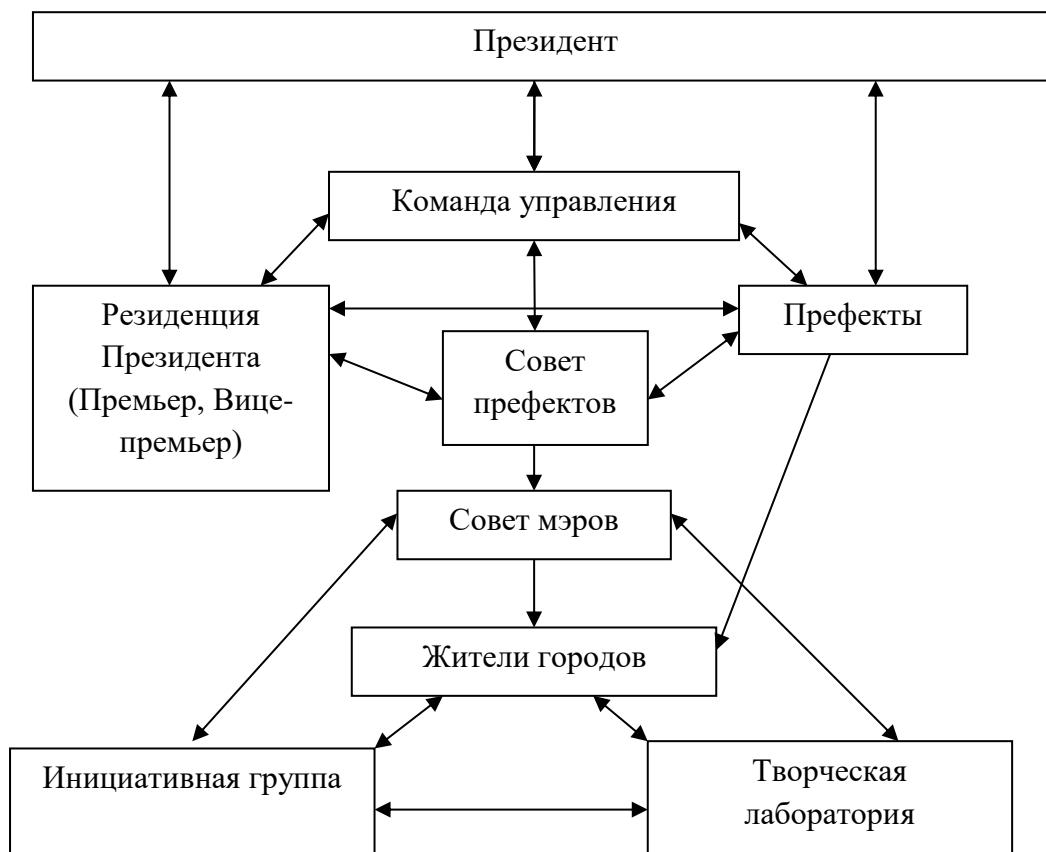 Президент
Команда управления
Резиденция
Президента
(Премьер, Вице-
премьер)
Префекты
Совет
префектов
Совет мэров
Жители городов
Инициативная группа
Творческая
лаборатория